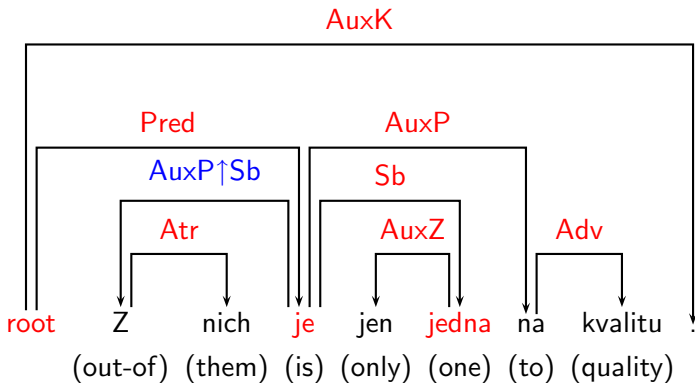 AuxK
Pred AuxP
AuxP↑Sb Sb
Atr AuxZ Adv
root Z nich je jen jedna na kvalitu .
(out-of) (them) (is) (only) (one) (to) (quality)